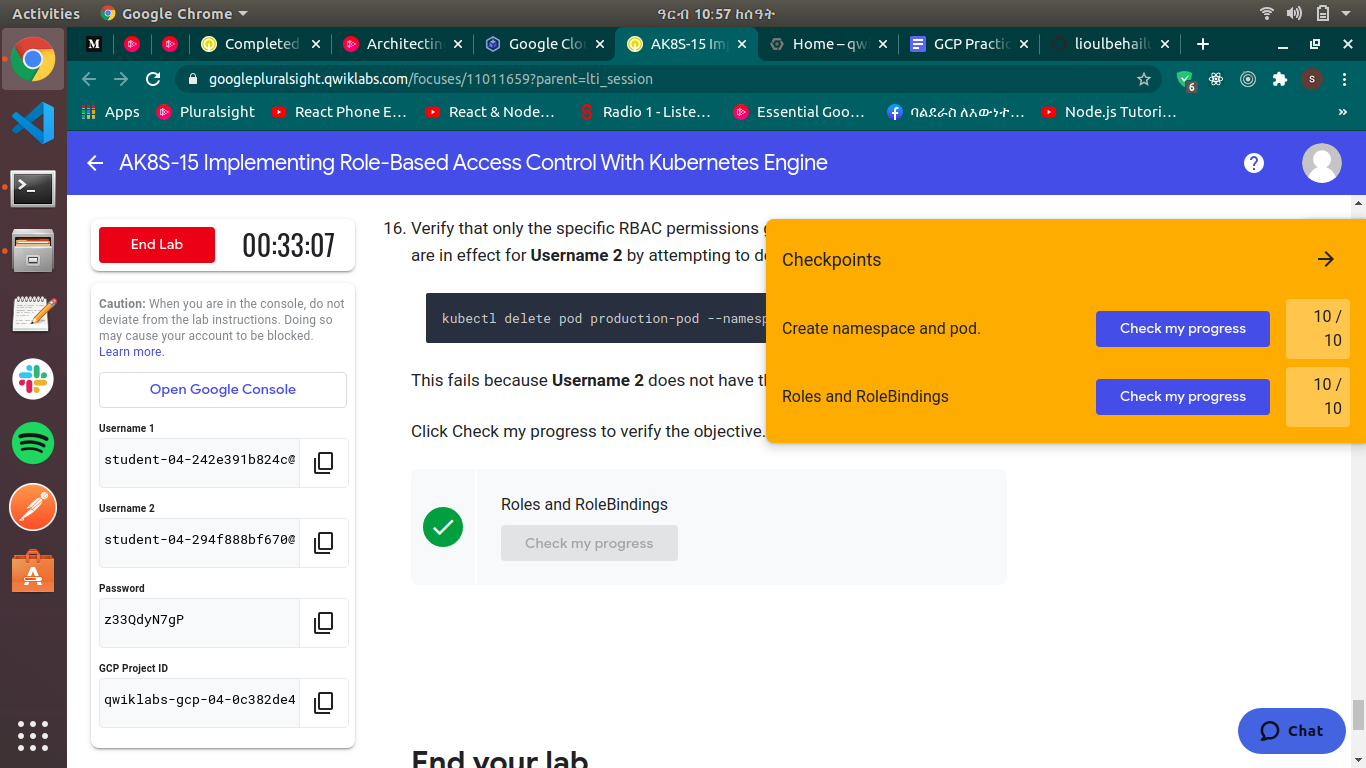 Activities
Google Chrome
ዓርብ 10:57 ከሰዓት
Completed
Architectin
Google Clo
AK8S-15 Im
Home – qw
GCP Practic
lioulbehailu
googlepluralsight.qwiklabs.com/focuses/11011659?parent=lti_session
6
S
Apps
Pluralsight
React Phone E...
React & Node...
Radio 1 - Liste...
Essential Goo...
ባልደራስ ለእውነት...
Node.js Tutori...
»
AK8S-15 Implementing Role-Based Access Control With Kubernetes Engine
End Lab
00:33:07
Caution: When you are in the console, do not
deviate from the lab instructions. Doing so
may cause your account to be blocked.
Learn more.
Open Google Console
Username 1
student-04-242e391b824c@
Username 2
student-04-294f888bf670@
Password
z33QdyN7gP
GCP Project ID
qwiklabs-gcp-04-0c382de4
16. Verify that only the specific RBAC permissions
are in effect for Username 2 by attempting to de
kubectl delete pod production-pod --namesp
This fails because Username 2 does not have th
Click Check my progress to verify the objective.
Roles and RoleBindings
Check my progress
End your lab
Checkpoints
Create namespace and pod.
Check my progress
10 /
10
Roles and RoleBindings
Check my progress
10 /
10
Chat